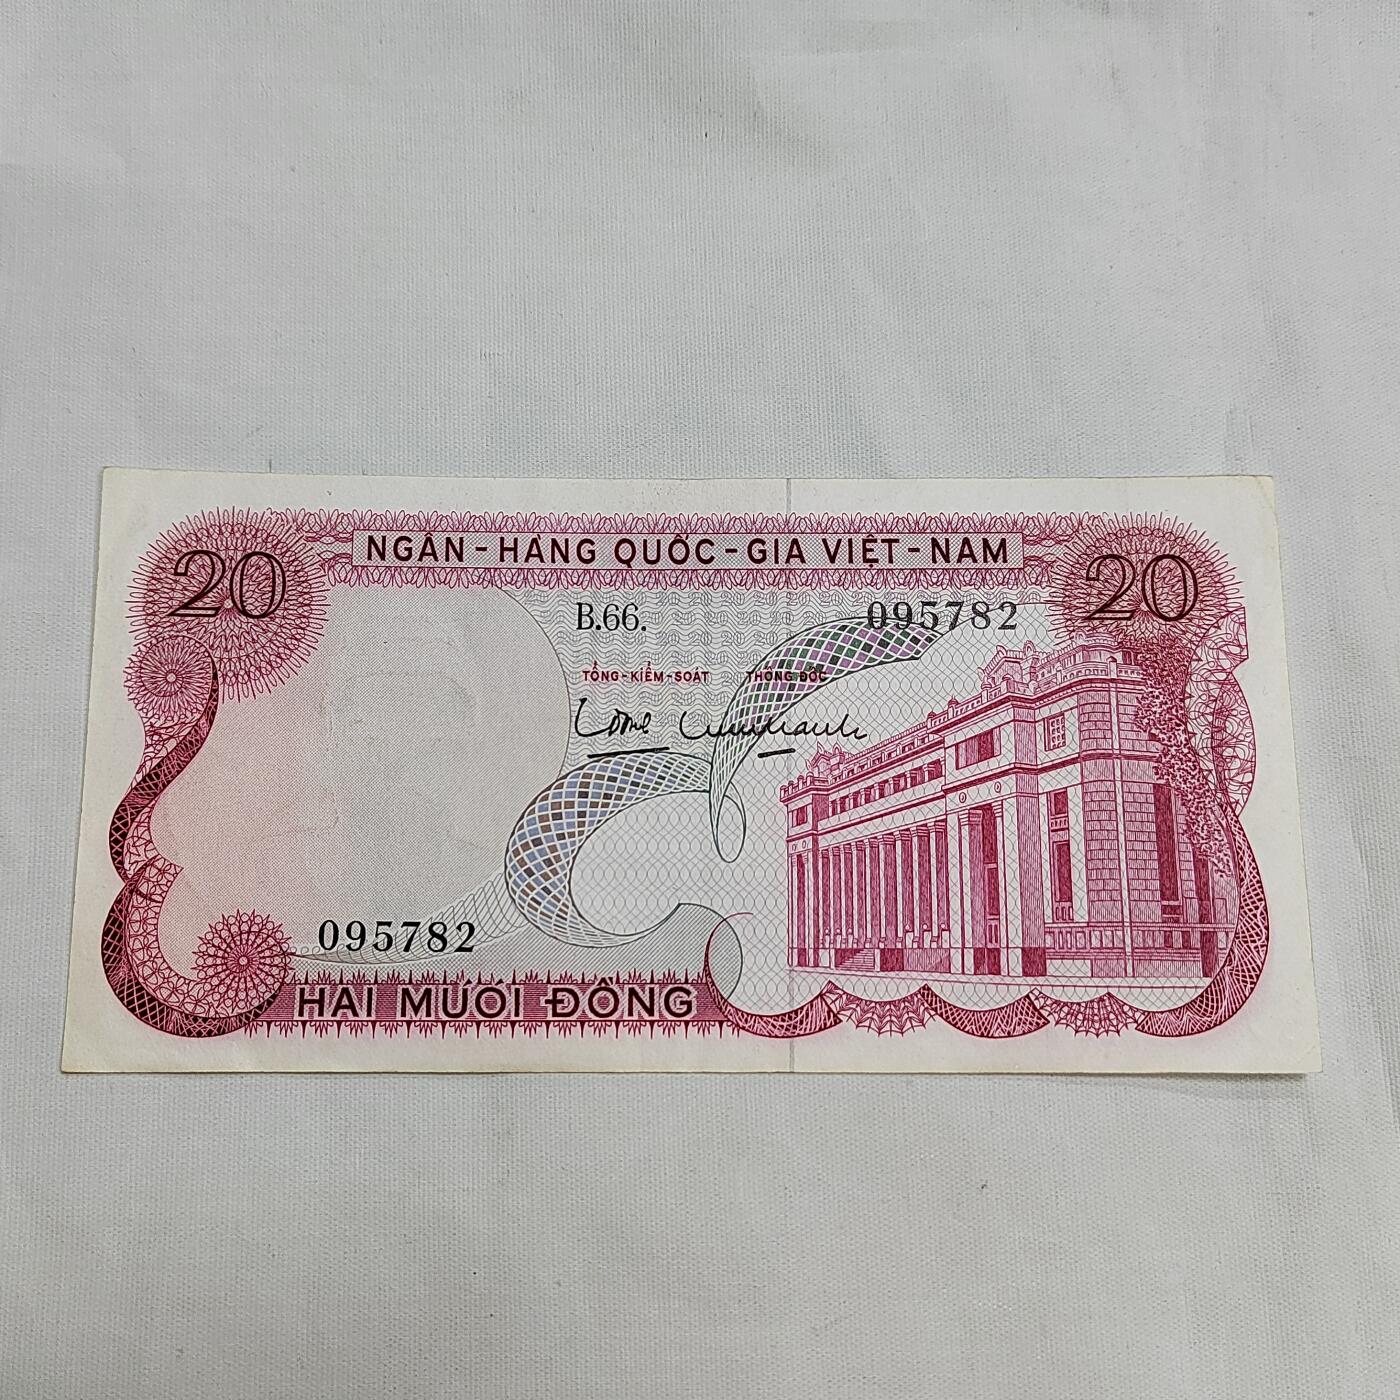 NGÂN - HÀNG QUỐC - GIA VIỆT - NAM
20
20
B.66.
095782
TỔNG - KIỂM - SOÁT THỐNG ĐỐC
095782
HAI MƯƠI ĐỒNG